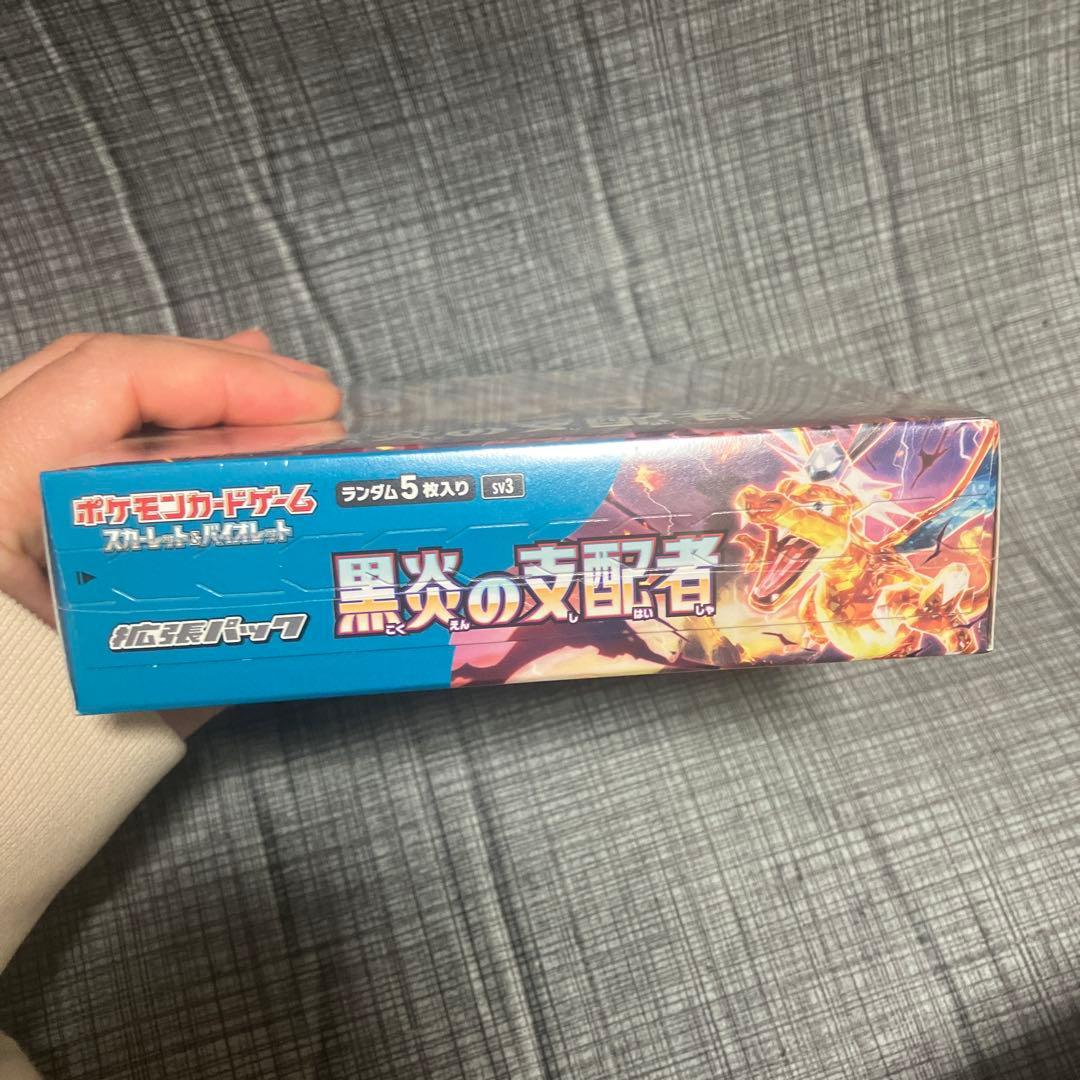 ポケモンカードゲーム
スカーレット&バイオレット
ランダム5枚入り
SV3
黒炎の支配者
こくえんしはいしゃ
拡張パック